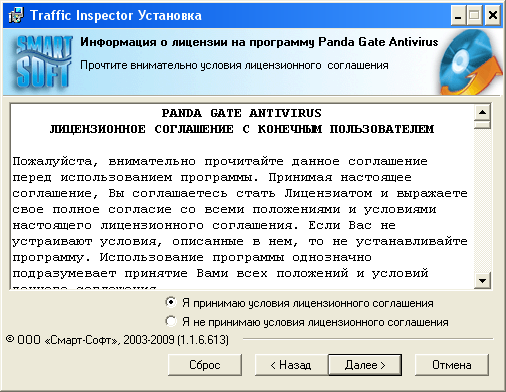 Traffic Inspector Установка
SMART
SOFT
Информация о лицензии на программу Panda Gate Antivirus
Прочтите внимательно условия лицензионного соглашения
PANDA GATE ANTIVIRUS
ЛИЦЕНЗИОННОЕ СОГЛАШЕНИЕ С КОНЕЧНЫМ ПОЛЬЗОВАТЕЛЕМ
Пожалуйста, внимательно прочитайте данное соглашение
перед использованием программы. Принимая настоящее
соглашение, Вы соглашаетесь стать Лицензиатом и выражаете
свое полное согласие со всеми положениями и условиями
настоящего лицензионного соглашения. Если Вас не
устраивают условия, описанные в нем, то не устанавливайте
программу. Использование программы однозначно
подразумевает принятие Вами всех положений и условий
данного соглашения.
Я принимаю условия лицензионного соглашения
Я не принимаю условия лицензионного соглашения
© ООО «Смарт-Софт», 2003-2009 (1.1.6.613)
Сброс
< Назад
Далее >
Отмена